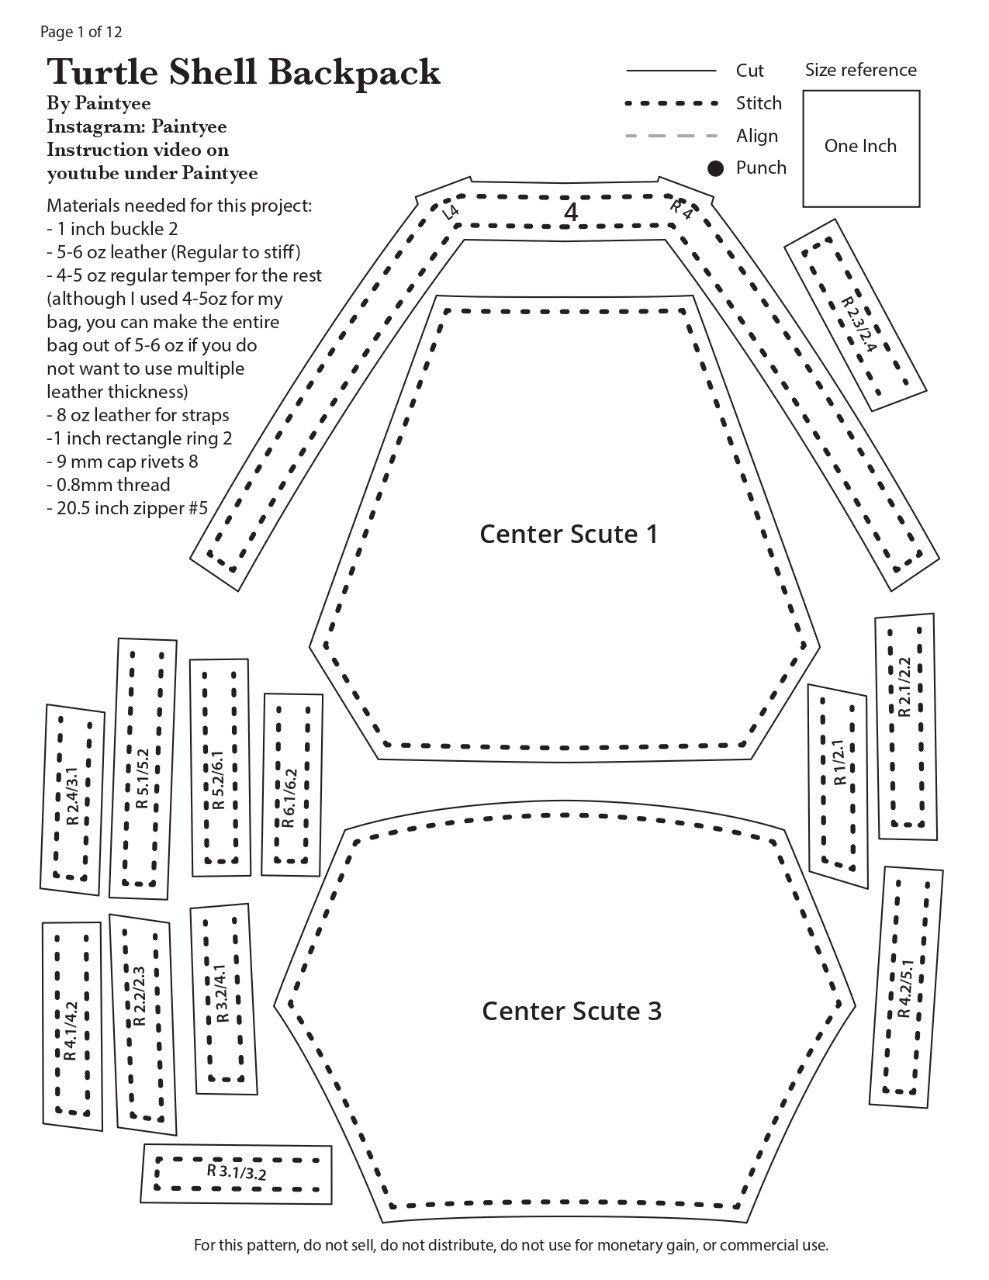 Page 1 of 12
Turtle Shell Backpack
By Paintyee
Instagram: Paintyee
Instruction video on
youtube under Paintyee
Materials needed for this project:
- 1 inch buckle 2
- 5-6 oz leather (Regular to stiff)
- 4-5 oz regular temper for the rest
(although I used 4-5oz for my
bag, you can make the entire
bag out of 5-6 oz if you do
not want to use multiple
leather thickness)
- 8 oz leather for straps
-1 inch rectangle ring 2
- 9 mm cap rivets 8
- 0.8mm thread
- 20.5 inch zipper #5
Cut
Stitch
Align
Punch
Size reference
One Inch
L4
4
R 4
R 2.3/2.4
Center Scute 1
R 2.4/3.1
R 5.1/5.2
R 5.2/6.1
R 6.1/6.2
R 1/2.1
R 2.1/2.2
R 4.1/4.2
R 2.2/2.3
R 3.2/4.1
Center Scute 3
R 4.2/5.1
R 3.1/3.2
For this pattern, do not sell, do not distribute, do not use for monetary gain, or commercial use.